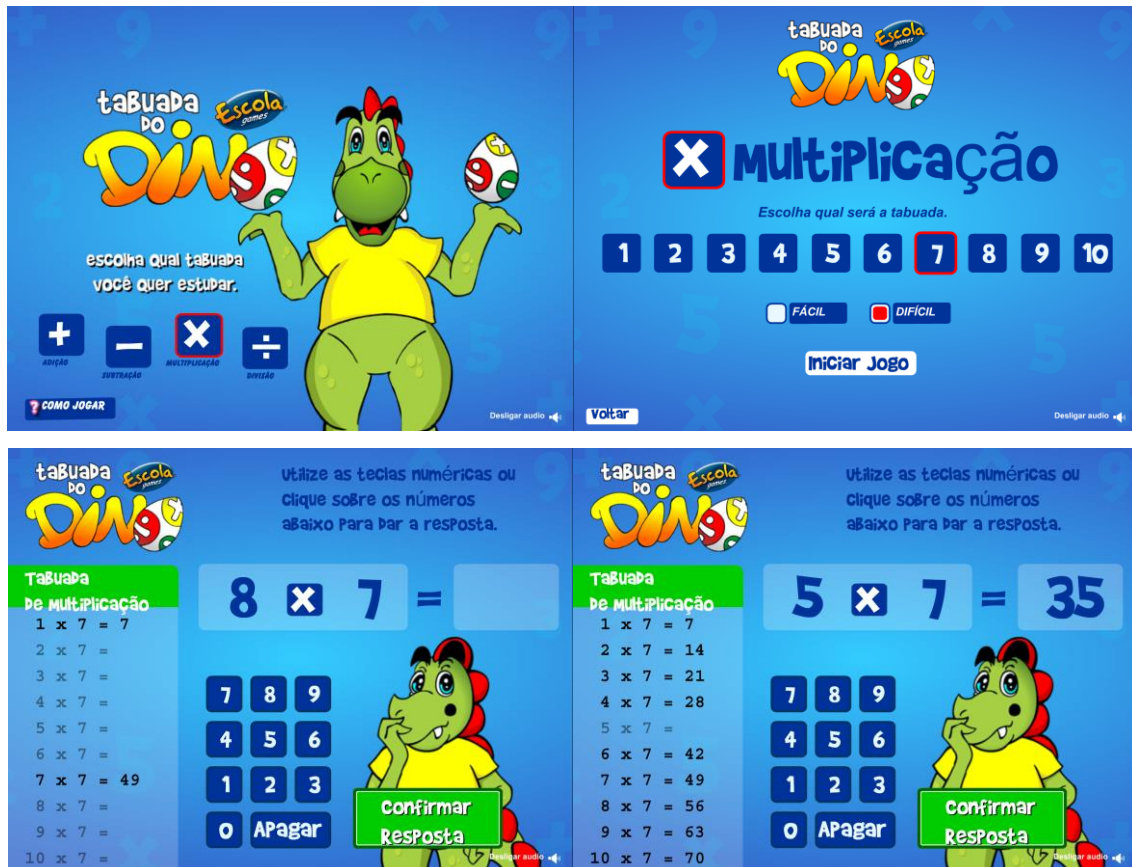 taBuaDa
Do
DiNo
Escola
games
escolha qual taBuaDa
você quer estuDar.
+
−
×
÷
ADIÇÃO
SUBTRAÇÃO
MULTIPLICAÇÃO
DIVISÃO
? COMO JOGAR
Desligar audio
taBuaDa
Do
DiNo
Escola
games
× MultiPlicação
Escolha qual será a tabuada.
1 2 3 4 5 6 7 8 9 10
FÁCIL DIFÍCIL
Iniciar Jogo
Voltar
Desligar audio
taBuaDa
Do
DiNo
Escola
games
utilize as teclas numéricas ou
clique soBre os números
aBaixo Para Dar a resPosta.
TaBuaDa
De MultiPlicação
1 x 7 = 7
2 x 7 =
3 x 7 =
4 x 7 =
5 x 7 =
6 x 7 =
7 x 7 = 49
8 x 7 =
9 x 7 =
10 x 7 =
8 × 7 =
7 8 9
4 5 6
1 2 3
0 APagar
Confirmar
ResPosta
Desligar audio
taBuaDa
Do
DiNo
Escola
games
utilize as teclas numéricas ou
clique soBre os números
aBaixo Para Dar a resPosta.
TaBuaDa
De MultiPlicação
1 x 7 = 7
2 x 7 = 14
3 x 7 = 21
4 x 7 = 28
5 x 7 =
6 x 7 = 42
7 x 7 = 49
8 x 7 = 56
9 x 7 = 63
10 x 7 = 70
5 × 7 = 35
7 8 9
4 5 6
1 2 3
0 APagar
Confirmar
ResPosta
Desligar audio